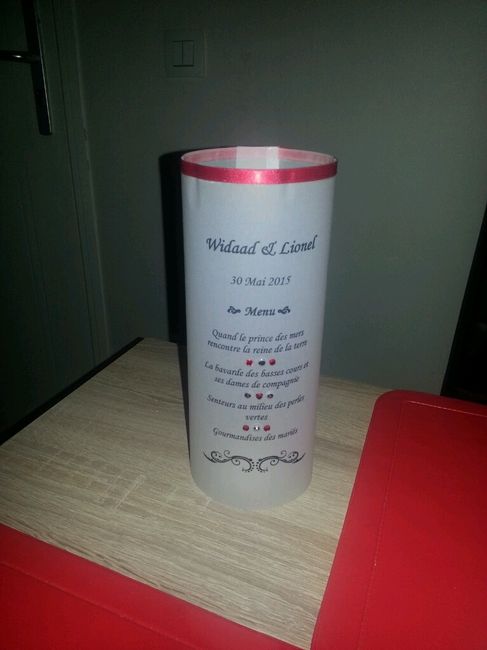 Widaad & Lionel
30 Mai 2015
Menu
Quand le prince des mers
rencontre la reine de la terre
La bavarde des basses cours et
ses dames de compagnie
Senteurs au milieu des perles
vertes
Gourmandises des mariés